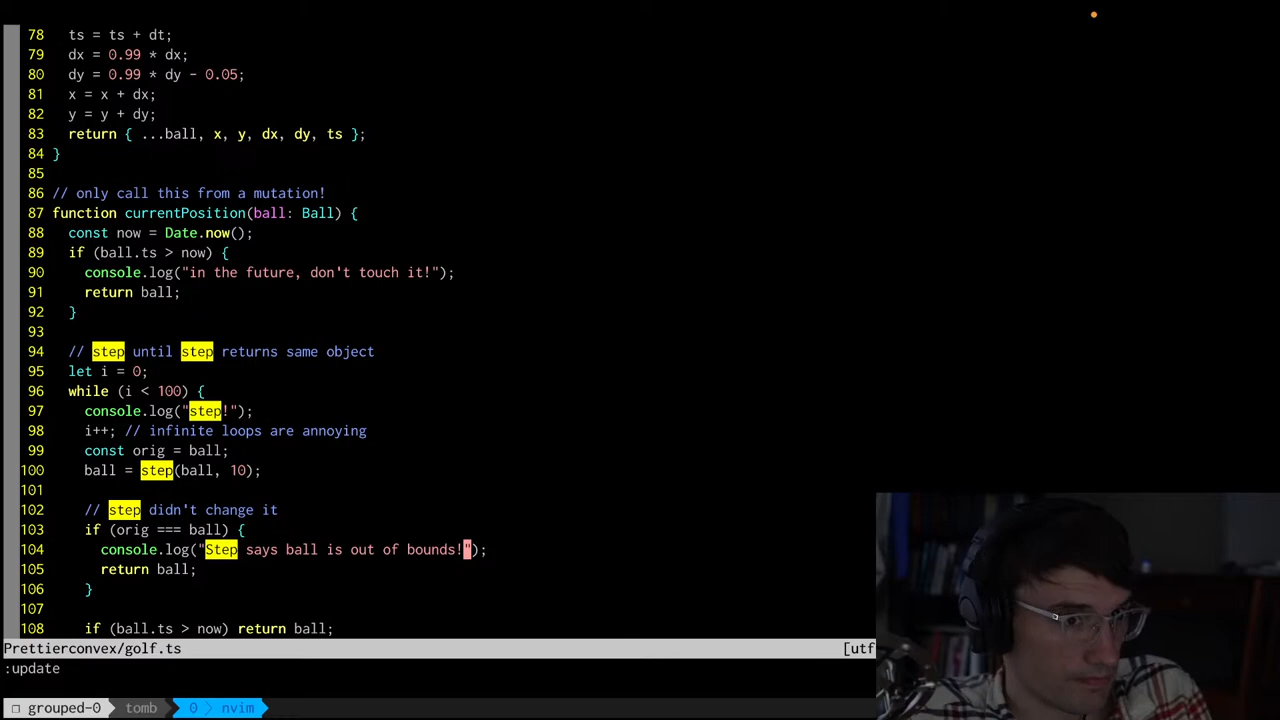 78 ts = ts + dt;
79 dx = 0.99 * dx;
80 dy = 0.99 * dy - 0.05;
81 x = x + dx;
82 y = y + dy;
83 return { ...ball, x, y, dx, dy, ts };
84 }
85
86 // only call this from a mutation!
87 function currentPosition(ball: Ball) {
88 const now = Date.now();
89 if (ball.ts > now) {
90 console.log("in the future, don't touch it!");
91 return ball;
92 }
93
94 // step until step returns same object
95 let i = 0;
96 while (i < 100) {
97 console.log("step!");
98 i++; // infinite loops are annoying
99 const orig = ball;
100 ball = step(ball, 10);
101
102 // step didn't change it
103 if (orig === ball) {
104 console.log("Step says ball is out of bounds!");
105 return ball;
106 }
107
108 if (ball.ts > now) return ball;
Prettierconvex/golf.ts [utf
:update
grouped-0 tomb 0 nvim